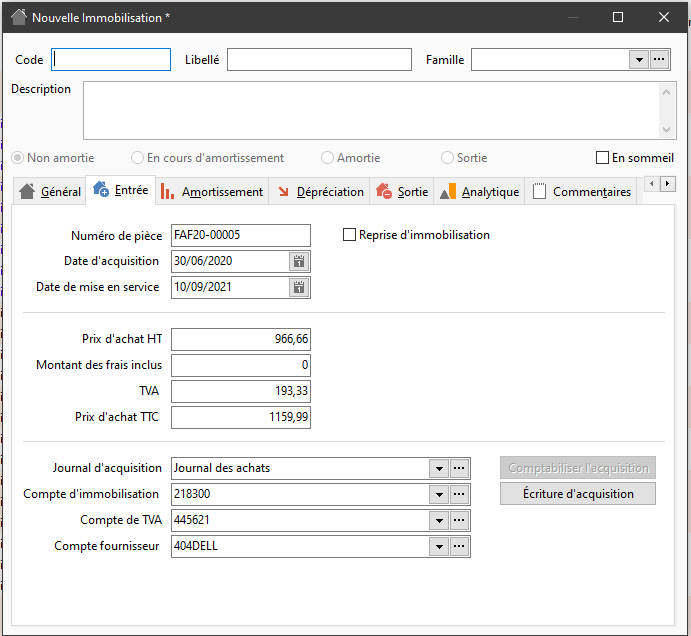 Nouvelle Immobilisation *
Code Libellé Famille
Description
Non amortie En cours d'amortissement Amortie Sortie En sommeil
Général Entrée Amortissement Dépréciation Sortie Analytique Commentaires
Numéro de pièce FAF20-00005 Reprise d'immobilisation
Date d'acquisition 30/06/2020
Date de mise en service 10/09/2021
Prix d'achat HT 966,66
Montant des frais inclus 0
TVA 193,33
Prix d'achat TTC 1159,99
Journal d'acquisition Journal des achats Comptabiliser l'acquisition
Compte d'immobilisation 218300 Écriture d'acquisition
Compte de TVA 445621
Compte fournisseur 404DELL